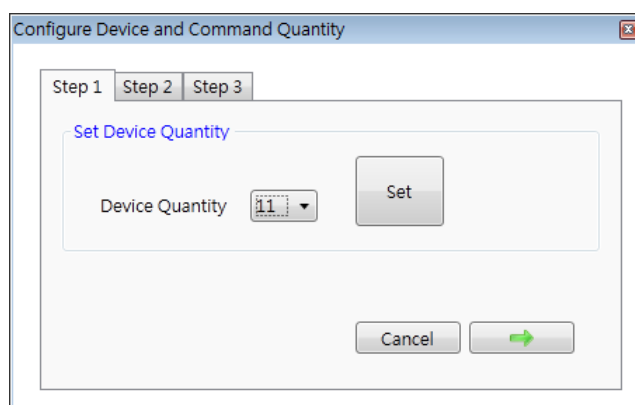 Configure Device and Command Quantity
Step 1 Step 2 Step 3
Set Device Quantity
Device Quantity 11 Set
Cancel